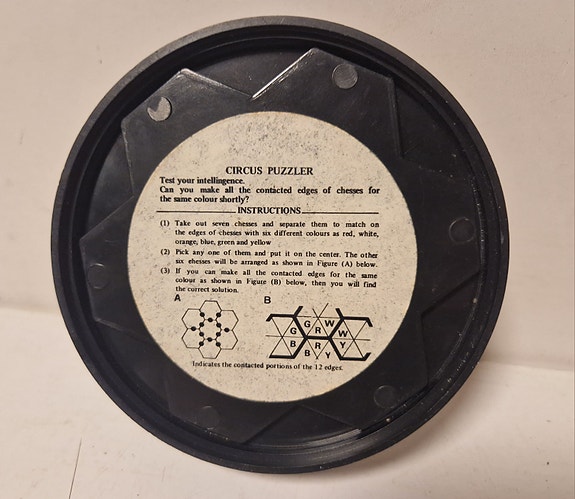 CIRCUS PUZZLER
Test your intellingence.
Can you make all the contacted edges of chesses for
the same colour shortly?
INSTRUCTIONS
(1) Take out seven chesses and separate them to match on
the edges of chesses with six different colours as red, white,
orange, blue, green and yellow
(2) Pick any one of them and put it on the center. The other
six chesses will be arranged as shown in Figure (A) below.
(3) If you can make all the contacted edges for the same
colour as shown in Figure (B) below, then you will find
the correct solution.
A B
G W
G R W
B R Y
B Y
Indicates the contacted portions of the 12 edges.